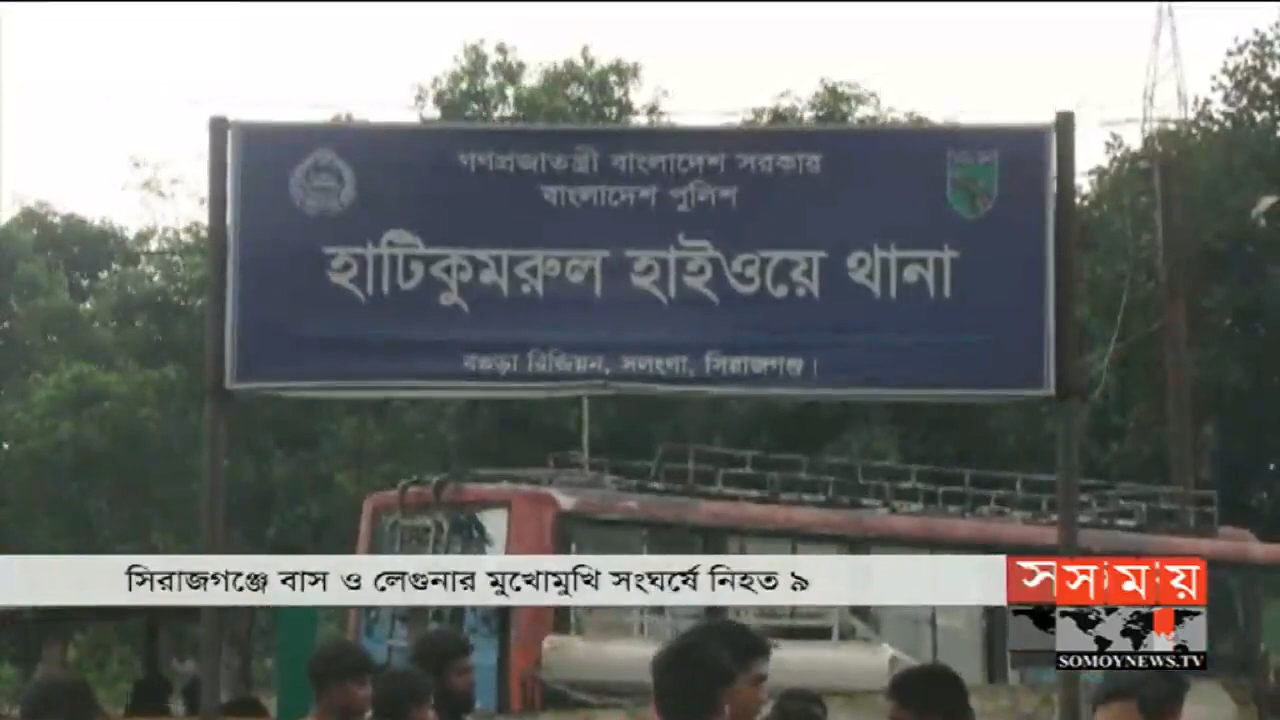 গণপ্রজাতন্ত্রী বাংলাদেশ সরকার
বাংলাদেশ পুলিশ
হাটিকুমরুল হাইওয়ে থানা
বগুড়া রিজিয়ন, সলংগা, সিরাজগঞ্জ।
সিরাজগঞ্জে বাস ও লেগুনার মুখোমুখি সংঘর্ষে নিহত ৯
স সময়
SOMOYNEWS.TV